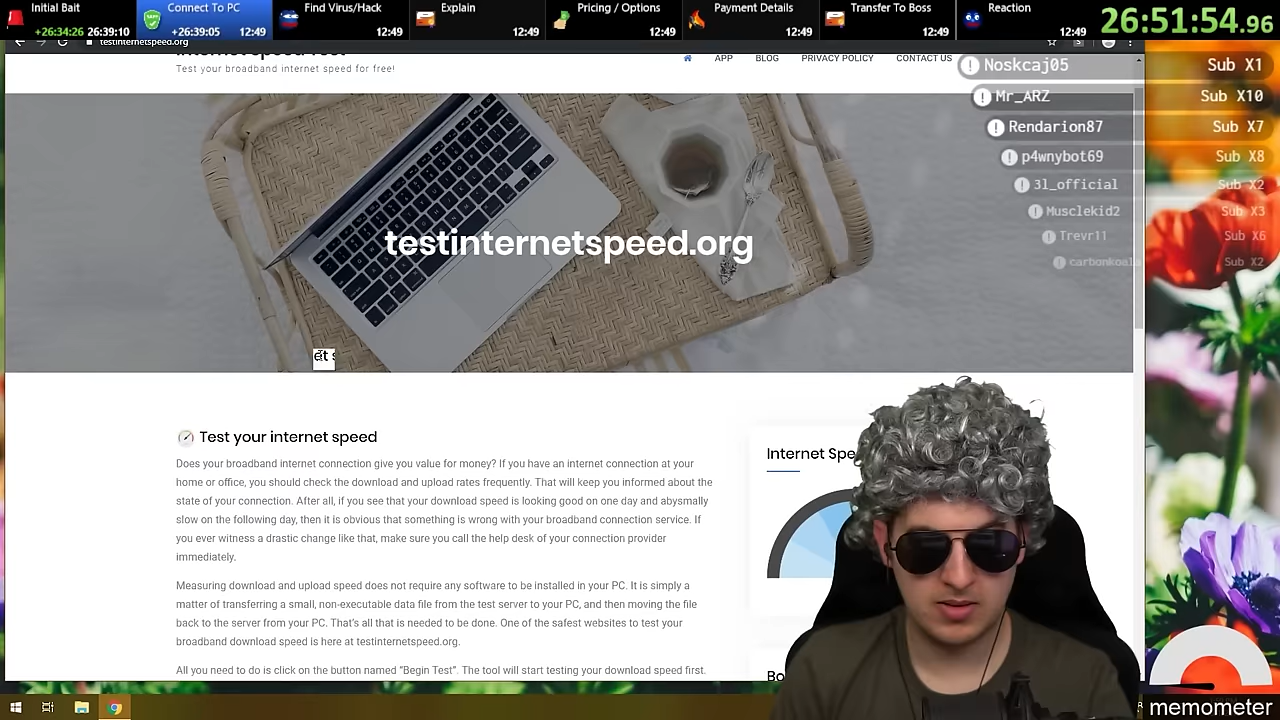 Initial Bait
+26:34:26 26:39:10
Connect To PC
+26:39:05 12:49
Find Virus/Hack
12:49
Explain
12:49
Pricing / Options
12:49
Payment Details
12:49
Transfer To Boss
12:49
Reaction
12:49
26:51:54.96
testinternetspeed.org
Test your broadband internet speed for free!
APP
BLOG
PRIVACY POLICY
CONTACT US
Noskcaj05 Sub X1
Mr_ARZ Sub X10
Rendarion87 Sub X7
p4wnybot69 Sub X8
3l_official Sub X2
Musclekid2 Sub X3
Trevr11 Sub X6
carbonkoala Sub X2
testinternetspeed.org
et s
Test your internet speed
Does your broadband internet connection give you value for money? If you have an internet connection at your
home or office, you should check the download and upload rates frequently. That will keep you informed about the
state of your connection. After all, if you see that your download speed is looking good on one day and abysmally
slow on the following day, then it is obvious that something is wrong with your broadband connection service. If
you ever witness a drastic change like that, make sure you call the help desk of your connection provider
immediately.
Measuring download and upload speed does not require any software to be installed in your PC. It is simply a
matter of transferring a small, non-executable data file from the test server to your PC, and then moving the file
back to the server from your PC. That's all that is needed to be done. One of the safest websites to test your
broadband download speed is here at testinternetspeed.org.
All you need to do is click on the button named "Begin Test". The tool will start testing your download speed first.
Internet Spe
Bo
memometer